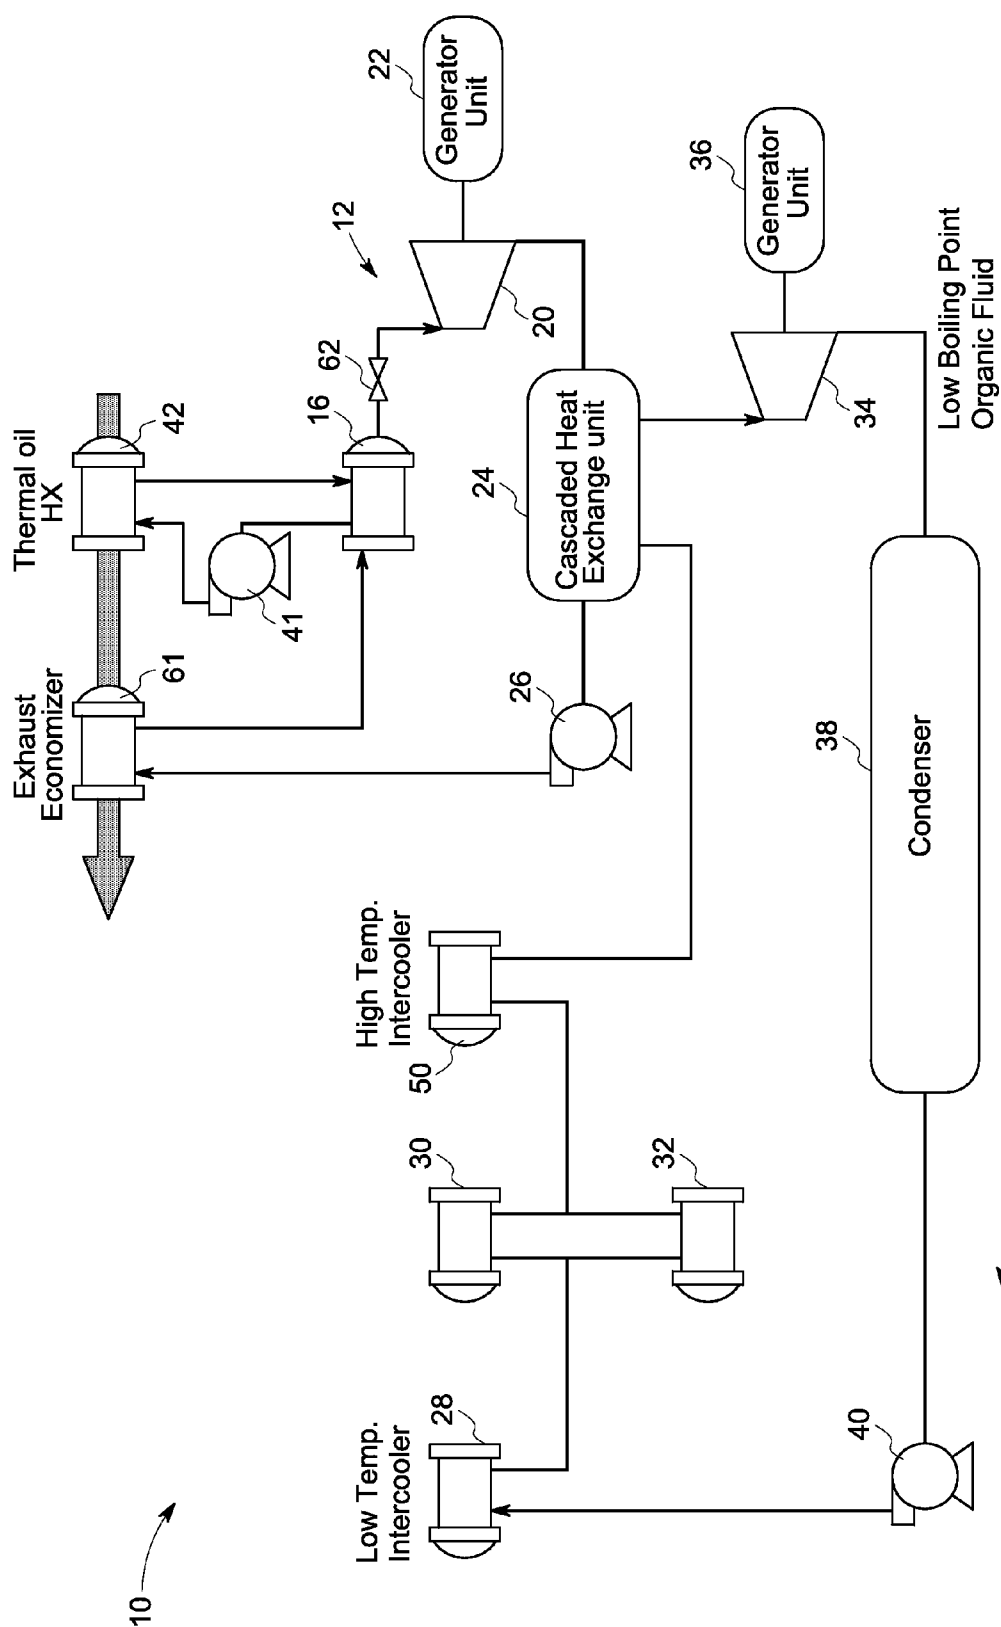 10
Exhaust
Economizer
61
Thermal oil
HX
42
41
16
62
12
22
Generator
Unit
20
24
Cascaded Heat
Exchange unit
26
36
Generator
Unit
34
High Temp.
Intercooler
50
30
32
Low Temp.
Intercooler
28
40
38
Condenser
Low Boiling Point
Organic Fluid